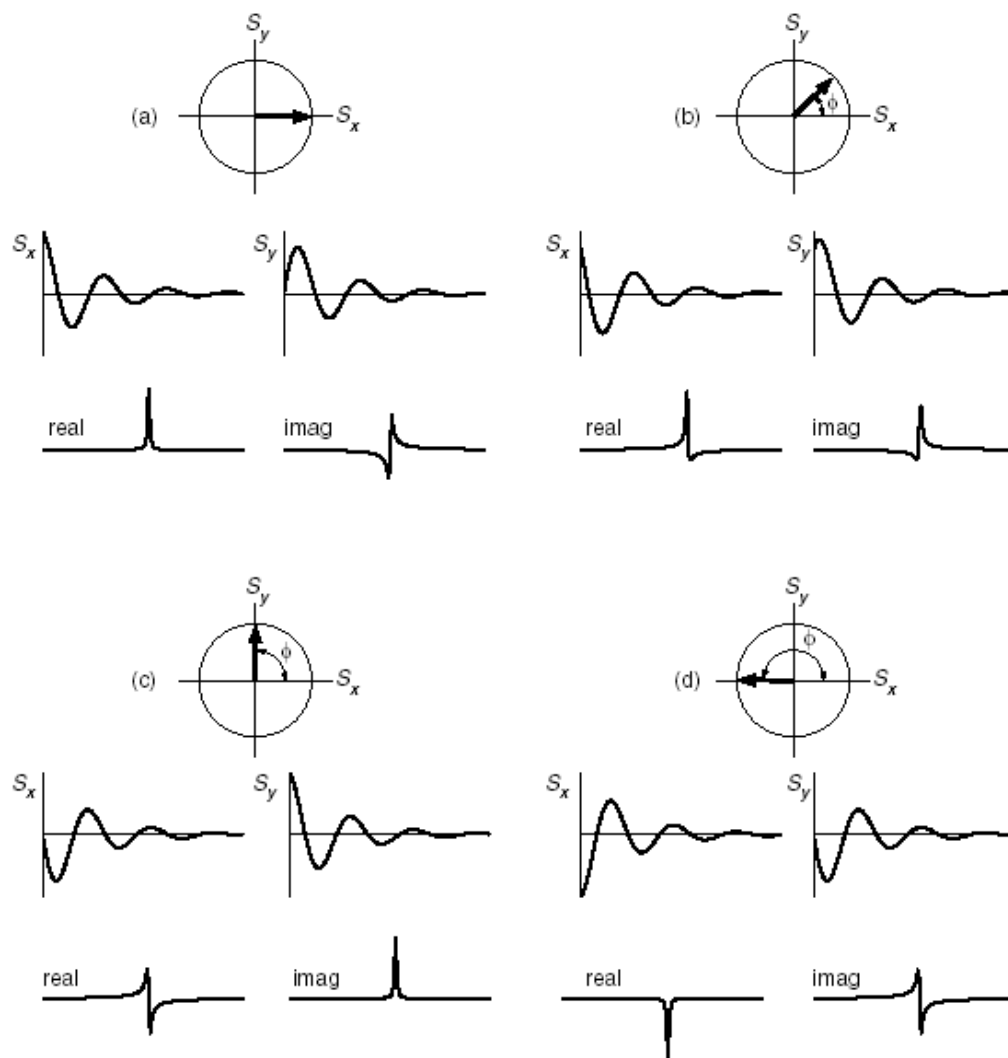 S_y
S_y
(a) S_x
(b) ϕ S_x
S_x S_y
S_x S_y
real imag
real imag
S_y
S_y
(c) ϕ S_x
(d) ϕ S_x
S_x S_y
S_x S_y
real imag
real imag